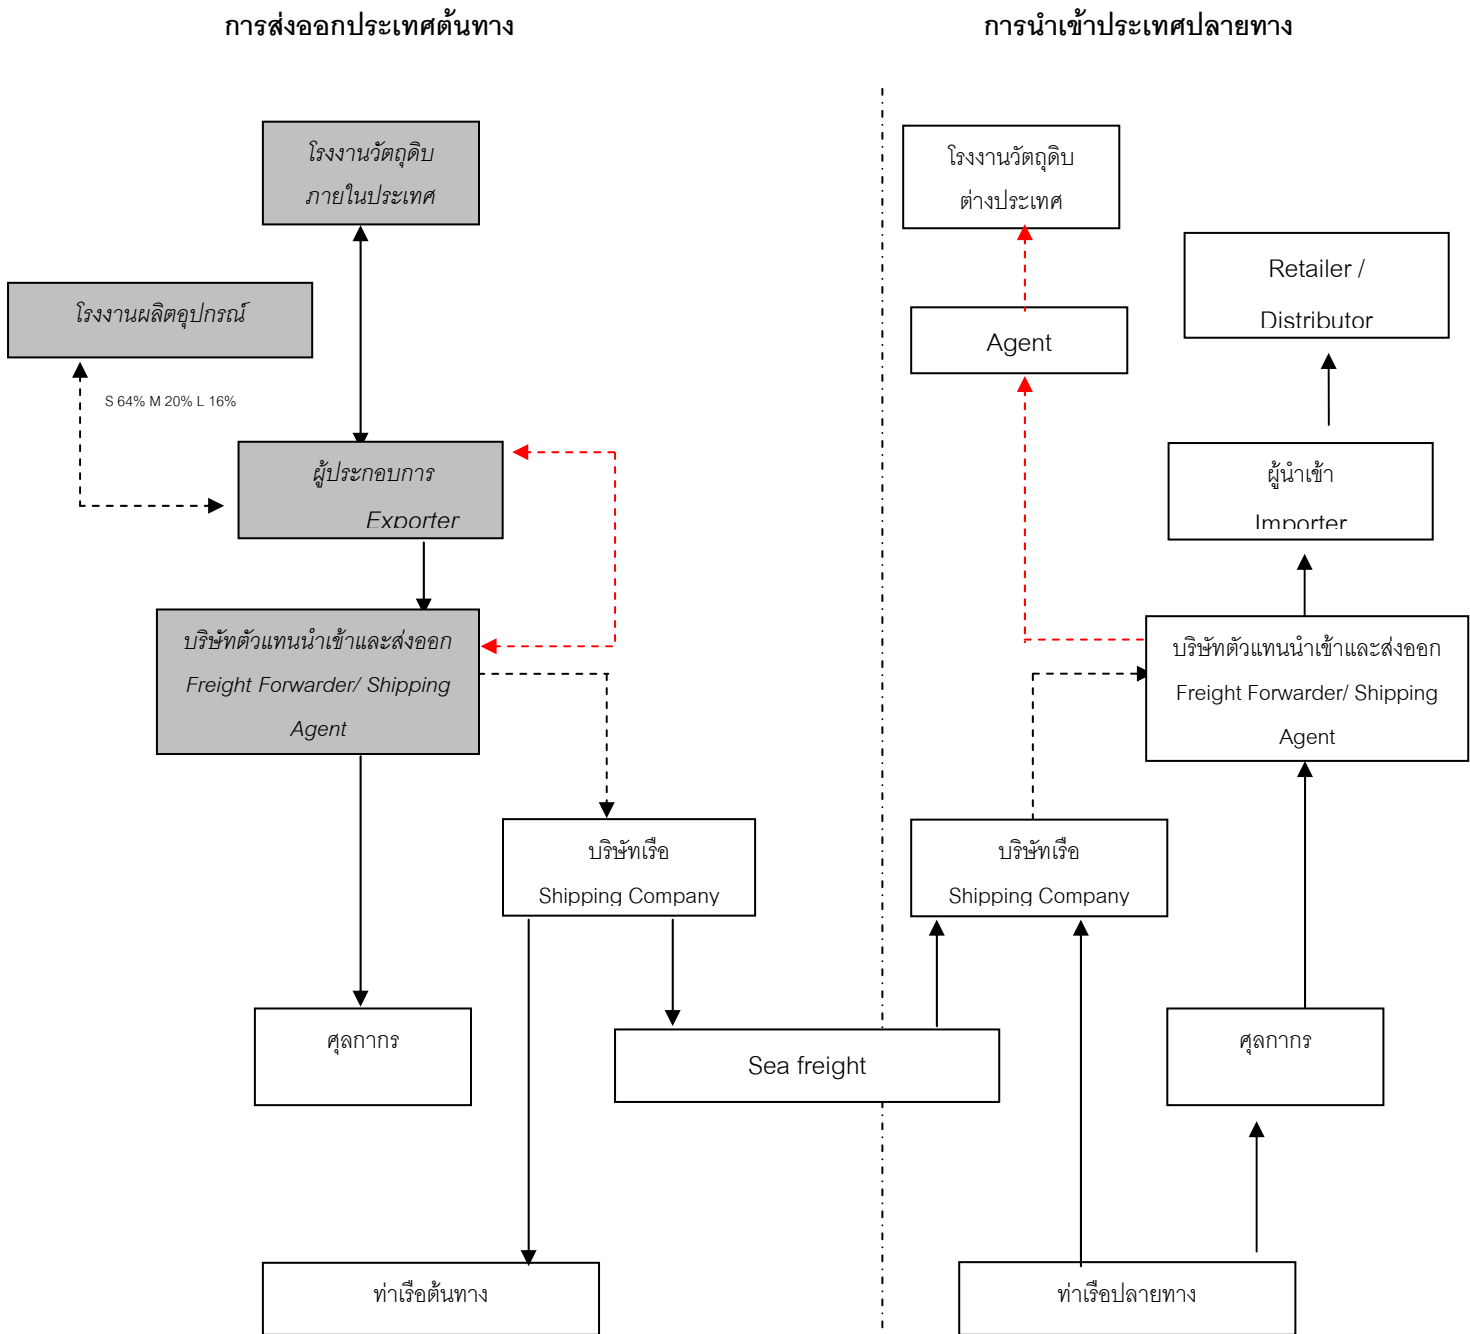 การส่งออกประเทศต้นทาง
การนำเข้าประเทศปลายทาง
โรงงานวัตถุดิบ
ภายในประเทศ
โรงงานผลิตอุปกรณ์
S 64% M 20% L 16%
ผู้ประกอบการ
Exporter
บริษัทตัวแทนนำเข้าและส่งออก
Freight Forwarder/ Shipping
Agent
บริษัทเรือ
Shipping Company
ศุลกากร
Sea freight
ท่าเรือต้นทาง
โรงงานวัตถุดิบ
ต่างประเทศ
Agent
Retailer /
Distributor
ผู้นำเข้า
Importer
บริษัทตัวแทนนำเข้าและส่งออก
Freight Forwarder/ Shipping
Agent
บริษัทเรือ
Shipping Company
ศุลกากร
ท่าเรือปลายทาง